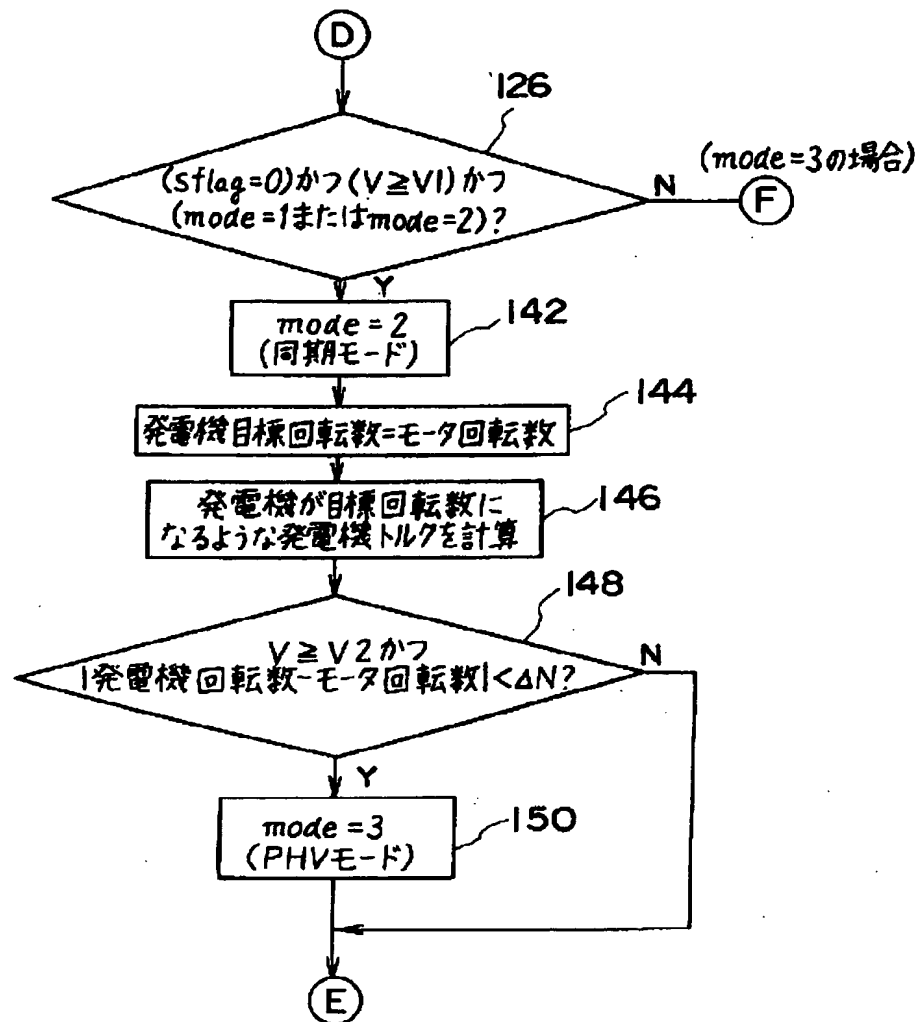 D
126
(sflag=0)かつ(V≧V1)かつ
(mode=1またはmode=2)?
N
(mode=3の場合)
F
Y
mode=2
(同期モード)
142
発電機目標回転数=モータ回転数
144
発電機が目標回転数に
なるような発電機トルクを計算
146
148
V≧V2かつ
|発電機回転数-モータ回転数|<ΔN?
N
Y
mode=3
(PHVモード)
150
E